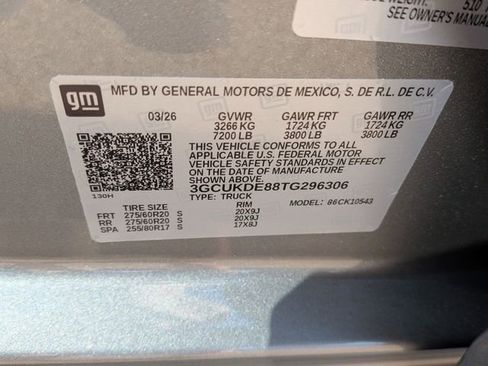 510
SEE OWNER'S MANUAL
gm
MFD BY GENERAL MOTORS DE MEXICO, S. DE R.L. DE C.V.
03/26 GVWR GAWR FRT GAWR RR
3266 KG 1724 KG 1724 KG
7200 LB 3800 LB 3800 LB
THIS VEHICLE CONFORMS TO ALL
APPLICABLE U.S. FEDERAL MOTOR
VEHICLE SAFETY STANDARDS IN EFFECT
ON THE DATE OF MANUFACTURE
SHOWN ABOVE.
3GCUKDE88TG296306
130H TYPE: TRUCK MODEL: 86CK10543
TIRE SIZE RIM
FRT 275/60R20 S 20X9J
RR 275/60R20 S 20X9J
SPA 255/80R17 S 17X8J